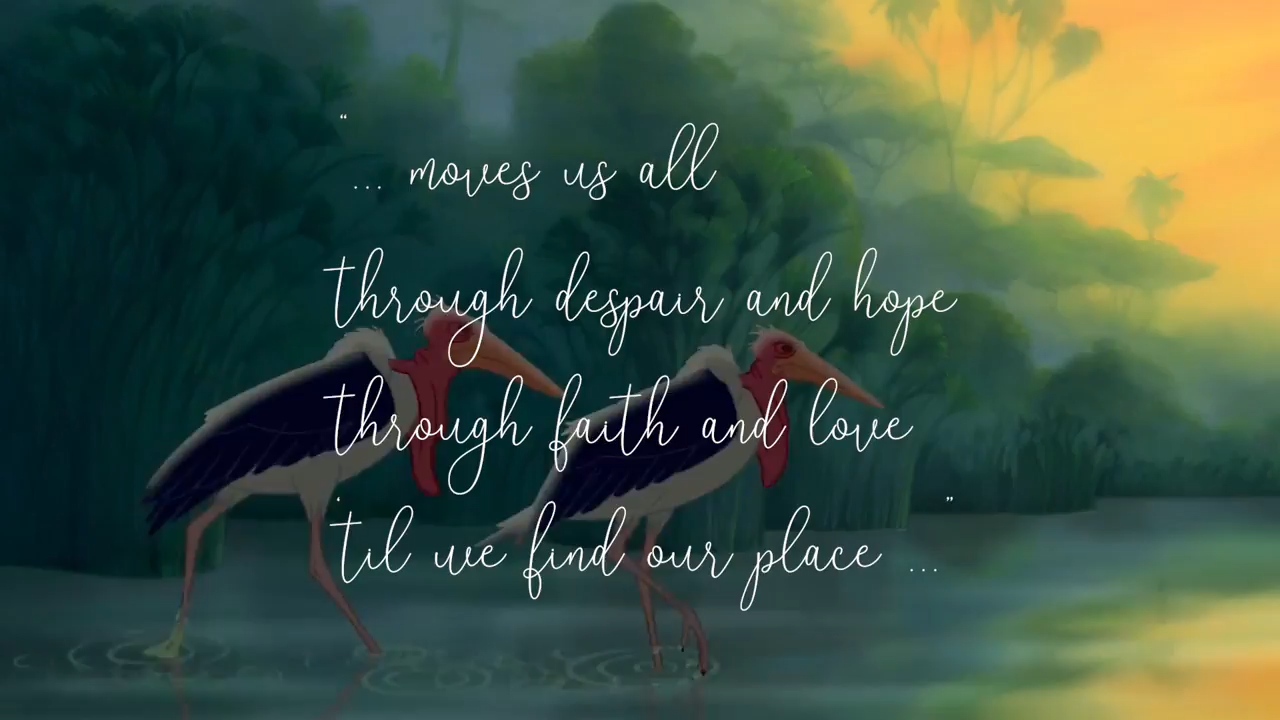 “
... moves us all
through despair and hope
through faith and love
'til we find our place ... ”